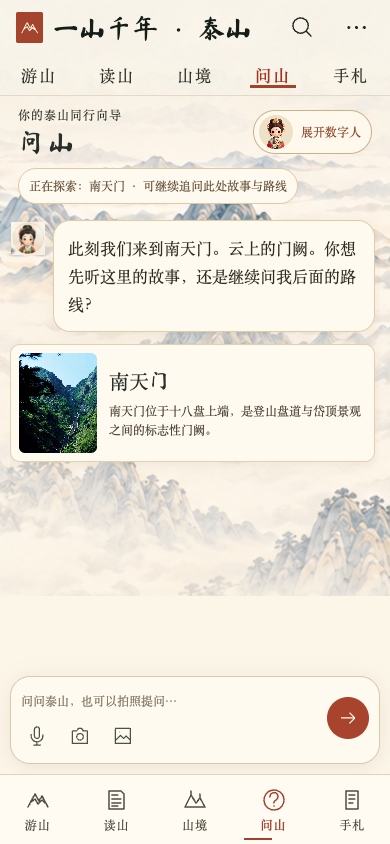 一山千年 · 泰山
游山 读山 山境 问山 手札
你的泰山同行向导
问山
展开数字人
正在探索：南天门 · 可继续追问此处故事与路线
此刻我们来到南天门。云上的门阙。你想
先听这里的故事，还是继续问我后面的路
线？
南天门
南天门位于十八盘上端，是登山盘道与岱顶景观
之间的标志性门阙。
问问泰山，也可以拍照提问…
游山 读山 山境 问山 手札